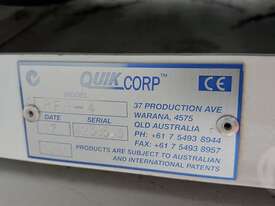 QUIK CORP™
MODEL
37 PRODUCTION AVE
WARANA, 4575
QLD AUSTRALIA
DATE SERIAL
PH: +61 7 5493 8944
FAX: +61 7 5493 8957
PRODUCTS ARE SUBJECT TO AUSTRALIAN
AND INTERNATIONAL PATENTS